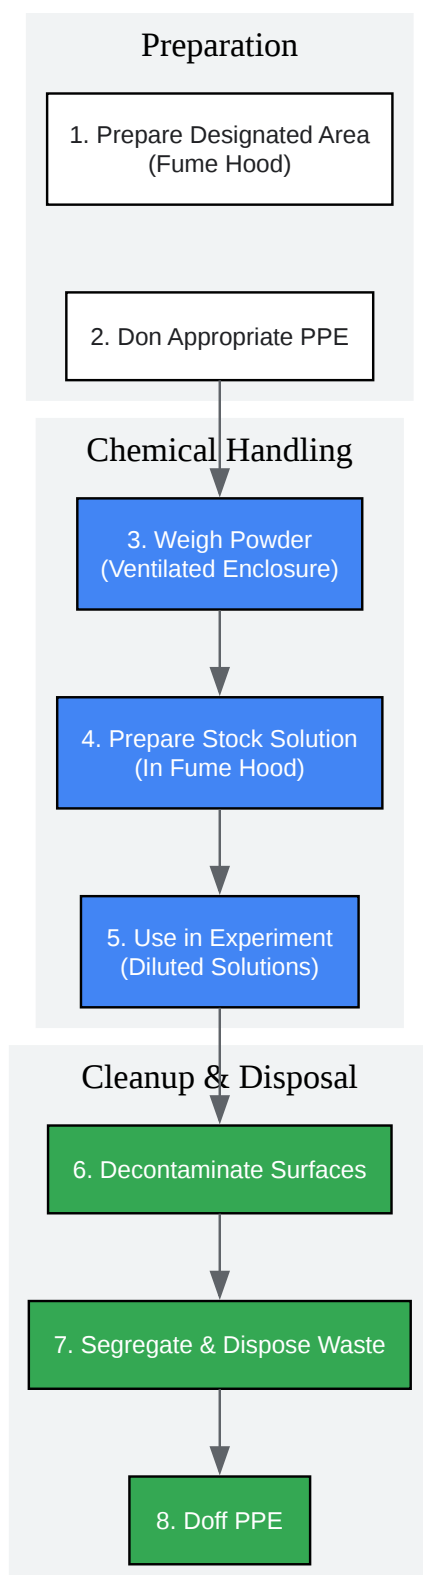 Preparation
1. Prepare Designated Area
(Fume Hood)
2. Don Appropriate PPE
Chemical Handling
3. Weigh Powder
(Ventilated Enclosure)
4. Prepare Stock Solution
(In Fume Hood)
5. Use in Experiment
(Diluted Solutions)
Cleanup & Disposal
6. Decontaminate Surfaces
7. Segregate & Dispose Waste
8. Doff PPE